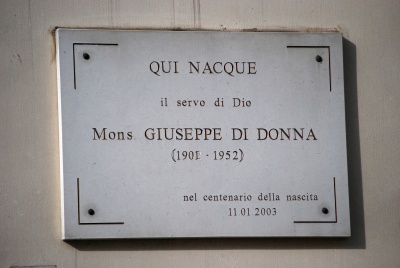 QUI NACQUE
il servo di Dio
Mons. GIUSEPPE DI DONNA
(1901 - 1952)
nel centenario della nascita
11 01 2003